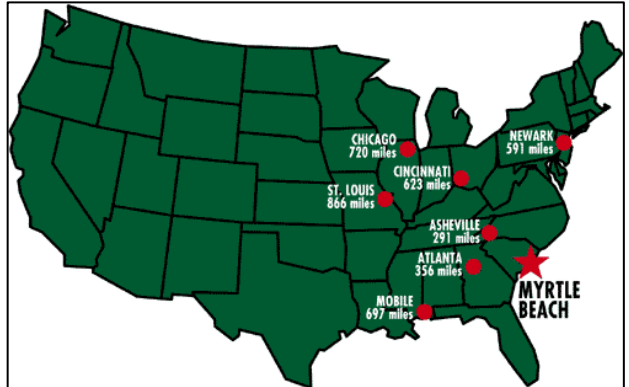 CHICAGO
720 miles
NEWARK
591 miles
CINCINNATI
623 miles
ST. LOUIS
866 miles
ASHEVILLE
291 miles
ATLANTA
356 miles
MYRTLE
BEACH
MOBILE
697 miles